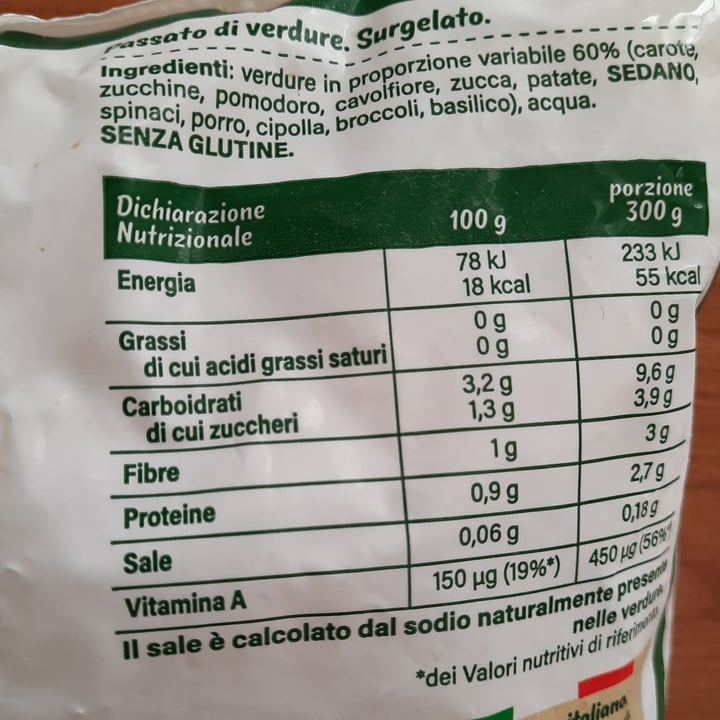 Passato di verdure. Surgelato.
Ingredienti: verdure in proporzione variabile 60% (carote,
zucchine, pomodoro, cavolfiore, zucca, patate, SEDANO,
spinaci, porro, cipolla, broccoli, basilico), acqua.
SENZA GLUTINE.
Dichiarazione Nutrizionale 100 g porzione 300 g
Energia 78 kJ 18 kcal 233 kJ 55 kcal
Grassi 0 g 0 g
di cui acidi grassi saturi 0 g 0 g
Carboidrati 3,2 g 9,6 g
di cui zuccheri 1,3 g 3,9 g
Fibre 1 g 3 g
Proteine 0,9 g 2,7 g
Sale 0,06 g 0,18 g
Vitamina A 150 µg (19%*) 450 µg (56%*)
Il sale è calcolato dal sodio naturalmente presente
nelle verdure.
*dei Valori nutritivi di riferimento.
italiano